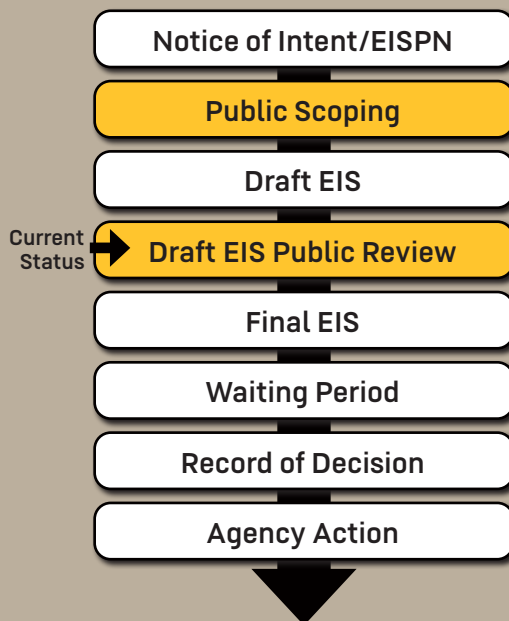 Notice of Intent/EISPN
Public Scoping
Draft EIS
Current
Status
Draft EIS Public Review
Final EIS
Waiting Period
Record of Decision
Agency Action